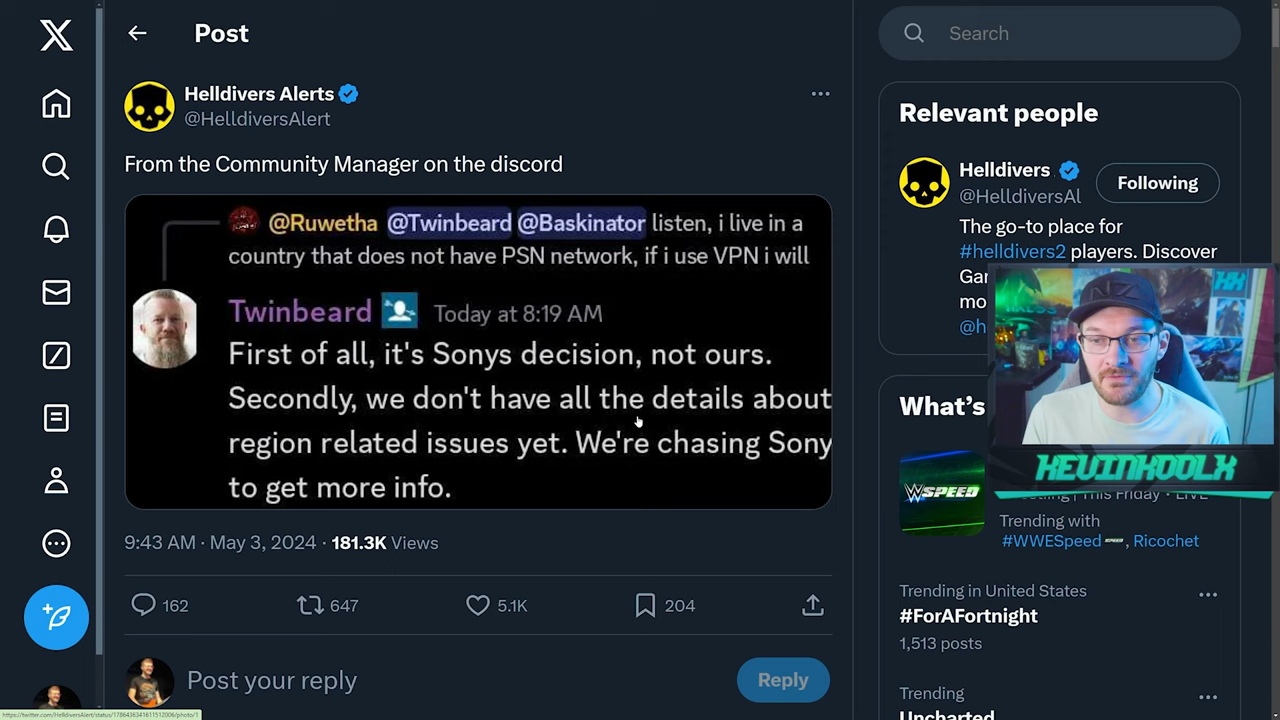 Post
Search
Helldivers Alerts
@HelldiversAlert
From the Community Manager on the discord
@Ruwetha @Twinbeard @Baskinator listen, i live in a
country that does not have PSN network, if i use VPN i will
Twinbeard Today at 8:19 AM
First of all, it's Sonys decision, not ours.
Secondly, we don't have all the details about
region related issues yet. We're chasing Sony
to get more info.
9:43 AM · May 3, 2024 · 181.3K Views
162 647 5.1K 204
Post your reply
Reply
Relevant people
Helldivers
@HelldiversAl
Following
The go-to place for
#helldivers2 players. Discover
Gam
mo
@h
What's
KEVINKOOLX
W SPEED
This Friday · LIVE
Trending with
#WWESpeed, Ricochet
Trending in United States
#ForAFortnight
1,513 posts
Trending
Uncharted